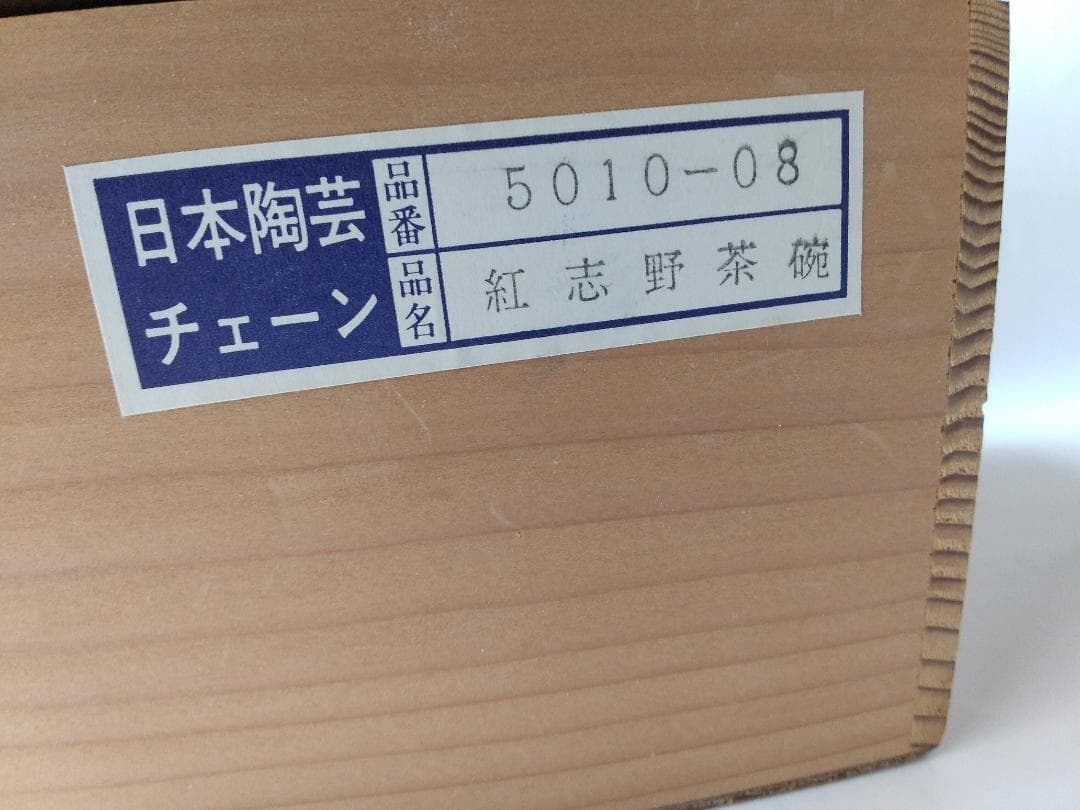 日本陶芸
チェーン
品番 5010-08
品名 紅志野茶碗